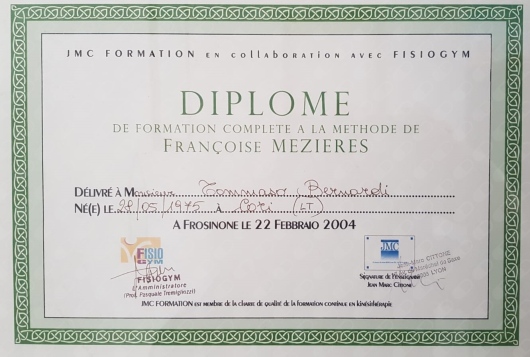 JMC FORMATION EN COLLABORATION AVEC FISIOGYM
DIPLOME
DE FORMATION COMPLETE A LA METHODE DE
FRANÇOISE MEZIERES
DÉLIVRÉ À Monsieur Tommaso Bernardi
NÉ(E) LE 28/05/1975 À Cori (LT)
A FROSINONE LE 22 FEBBRAIO 2004
FISIO
GYM
FISIOGYM
L'Amministratore
(Prof. Pasquale Tremigliozzi)
JMC
Jean-Marc CITTONE
LYON
SIGNATURE DE L'ENSEIGNANT
JEAN MARC CITTONE
JMC FORMATION EST MEMBRE DE LA CHARTE DE QUALITÉ DE LA FORMATION CONTINUE EN KINÉSITHÉRAPIE